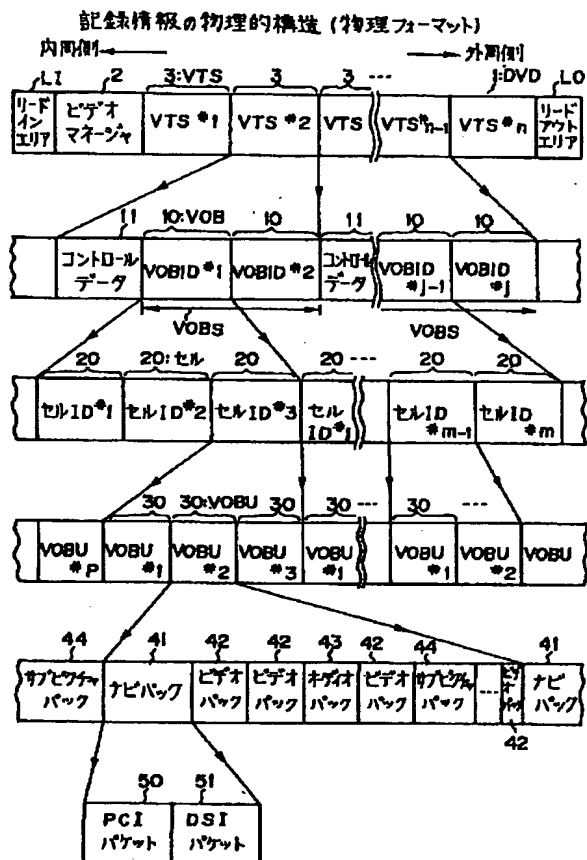 記録情報の物理的構造(物理フォーマット)
内周側 外周側
LI 2 3:VTS 3 3 --- 1:DVD LO
リードインエリア ビデオマネージャ VTS #1 VTS #2 VTS VTS#n-1 VTS #n リードアウトエリア
11 10:VOB 10 11 10 10
コントロールデータ VOBID #1 VOBID #2 コントロールデータ VOBID #j-1 VOBID #j
VOBS VOBS
20 20:セル 20 20 --- 20 20
セルID#1 セルID#2 セルID#3 セルID#1 セルID #m-1 セルID #m
30 30:VOBU 30 30 --- 30 ---
VOBU #P VOBU #1 VOBU #2 VOBU #3 VOBU #1 VOBU #1 VOBU #2 VOBU
44 41 42 42 43 42 44 41
サブピクチャパック ナビパック ビデオパック ビデオパック オーディオパック ビデオパック サブピクチャパック --- ビデオパック ナビパック
42
50 51
PCIパケット DSIパケット